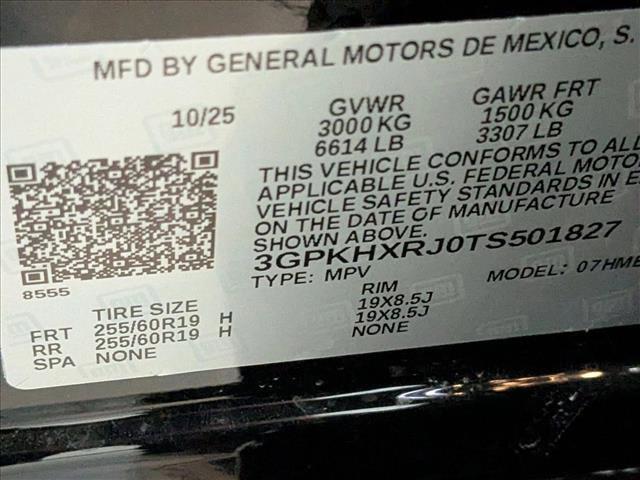 MFD BY GENERAL MOTORS DE MEXICO, S.
10/25
GVWR
3000 KG
6614 LB
GAWR FRT
1500 KG
3307 LB
THIS VEHICLE CONFORMS TO ALL
APPLICABLE U.S. FEDERAL MOTO
VEHICLE SAFETY STANDARDS IN E
ON THE DATE OF MANUFACTURE
SHOWN ABOVE.
3GPKHXRJ0TS501827
TYPE: MPV
MODEL: 07HMB
8555
TIRE SIZE
RIM
FRT 255/60R19 H 19X8.5J
RR 255/60R19 H 19X8.5J
SPA NONE NONE